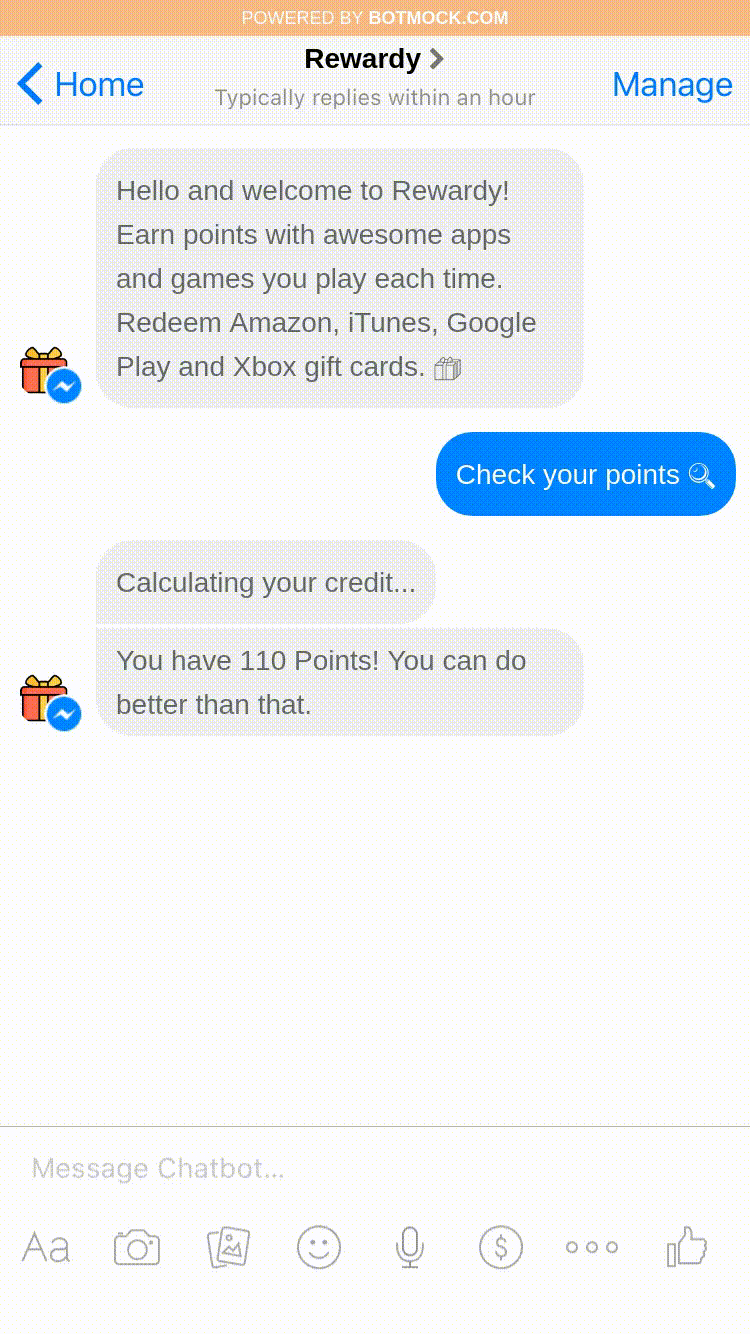 POWERED BY BOTMOCK.COM
Home
Rewardy
Typically replies within an hour
Manage
Hello and welcome to Rewardy!
Earn points with awesome apps
and games you play each time.
Redeem Amazon, iTunes, Google
Play and Xbox gift cards. 🛍
Check your points 🔍
Calculating your credit...
You have 110 Points! You can do
better than that.
Message Chatbot...
Aa
$